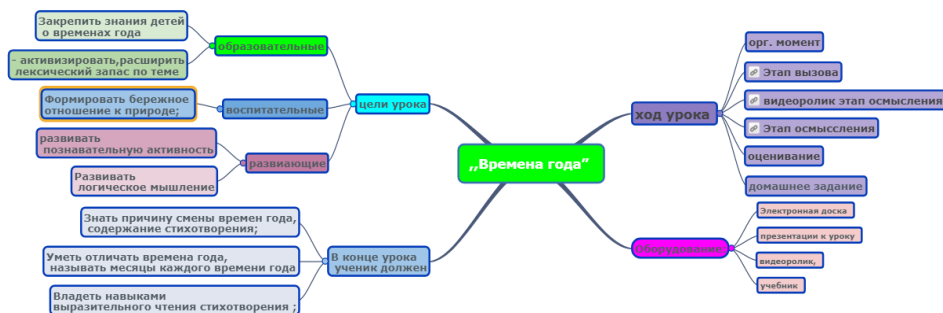 Закрепить знания детей
о временах года
- активизировать,расширить
лексический запас по теме
образовательные
Формировать бережное
отношение к природе;
воспитательные
развивать
познавательную активность
Развивать
логическое мышление
развиающие
цели урока
Знать причину смены времен года,
содержание стихотворения;
Уметь отличать времена года,
называть месяцы каждого времени года
Владеть навыками
выразительного чтения стихотворения ;
В конце урока
ученик должен
,,Времена года”
ход урока
орг. момент
Этап вызова
видеоролик этап осмысления
Этап осмыссления
оценивание
домашнее задание
Оборудование:
Электронная доска
презентации к уроку
видеоролик,
учебник